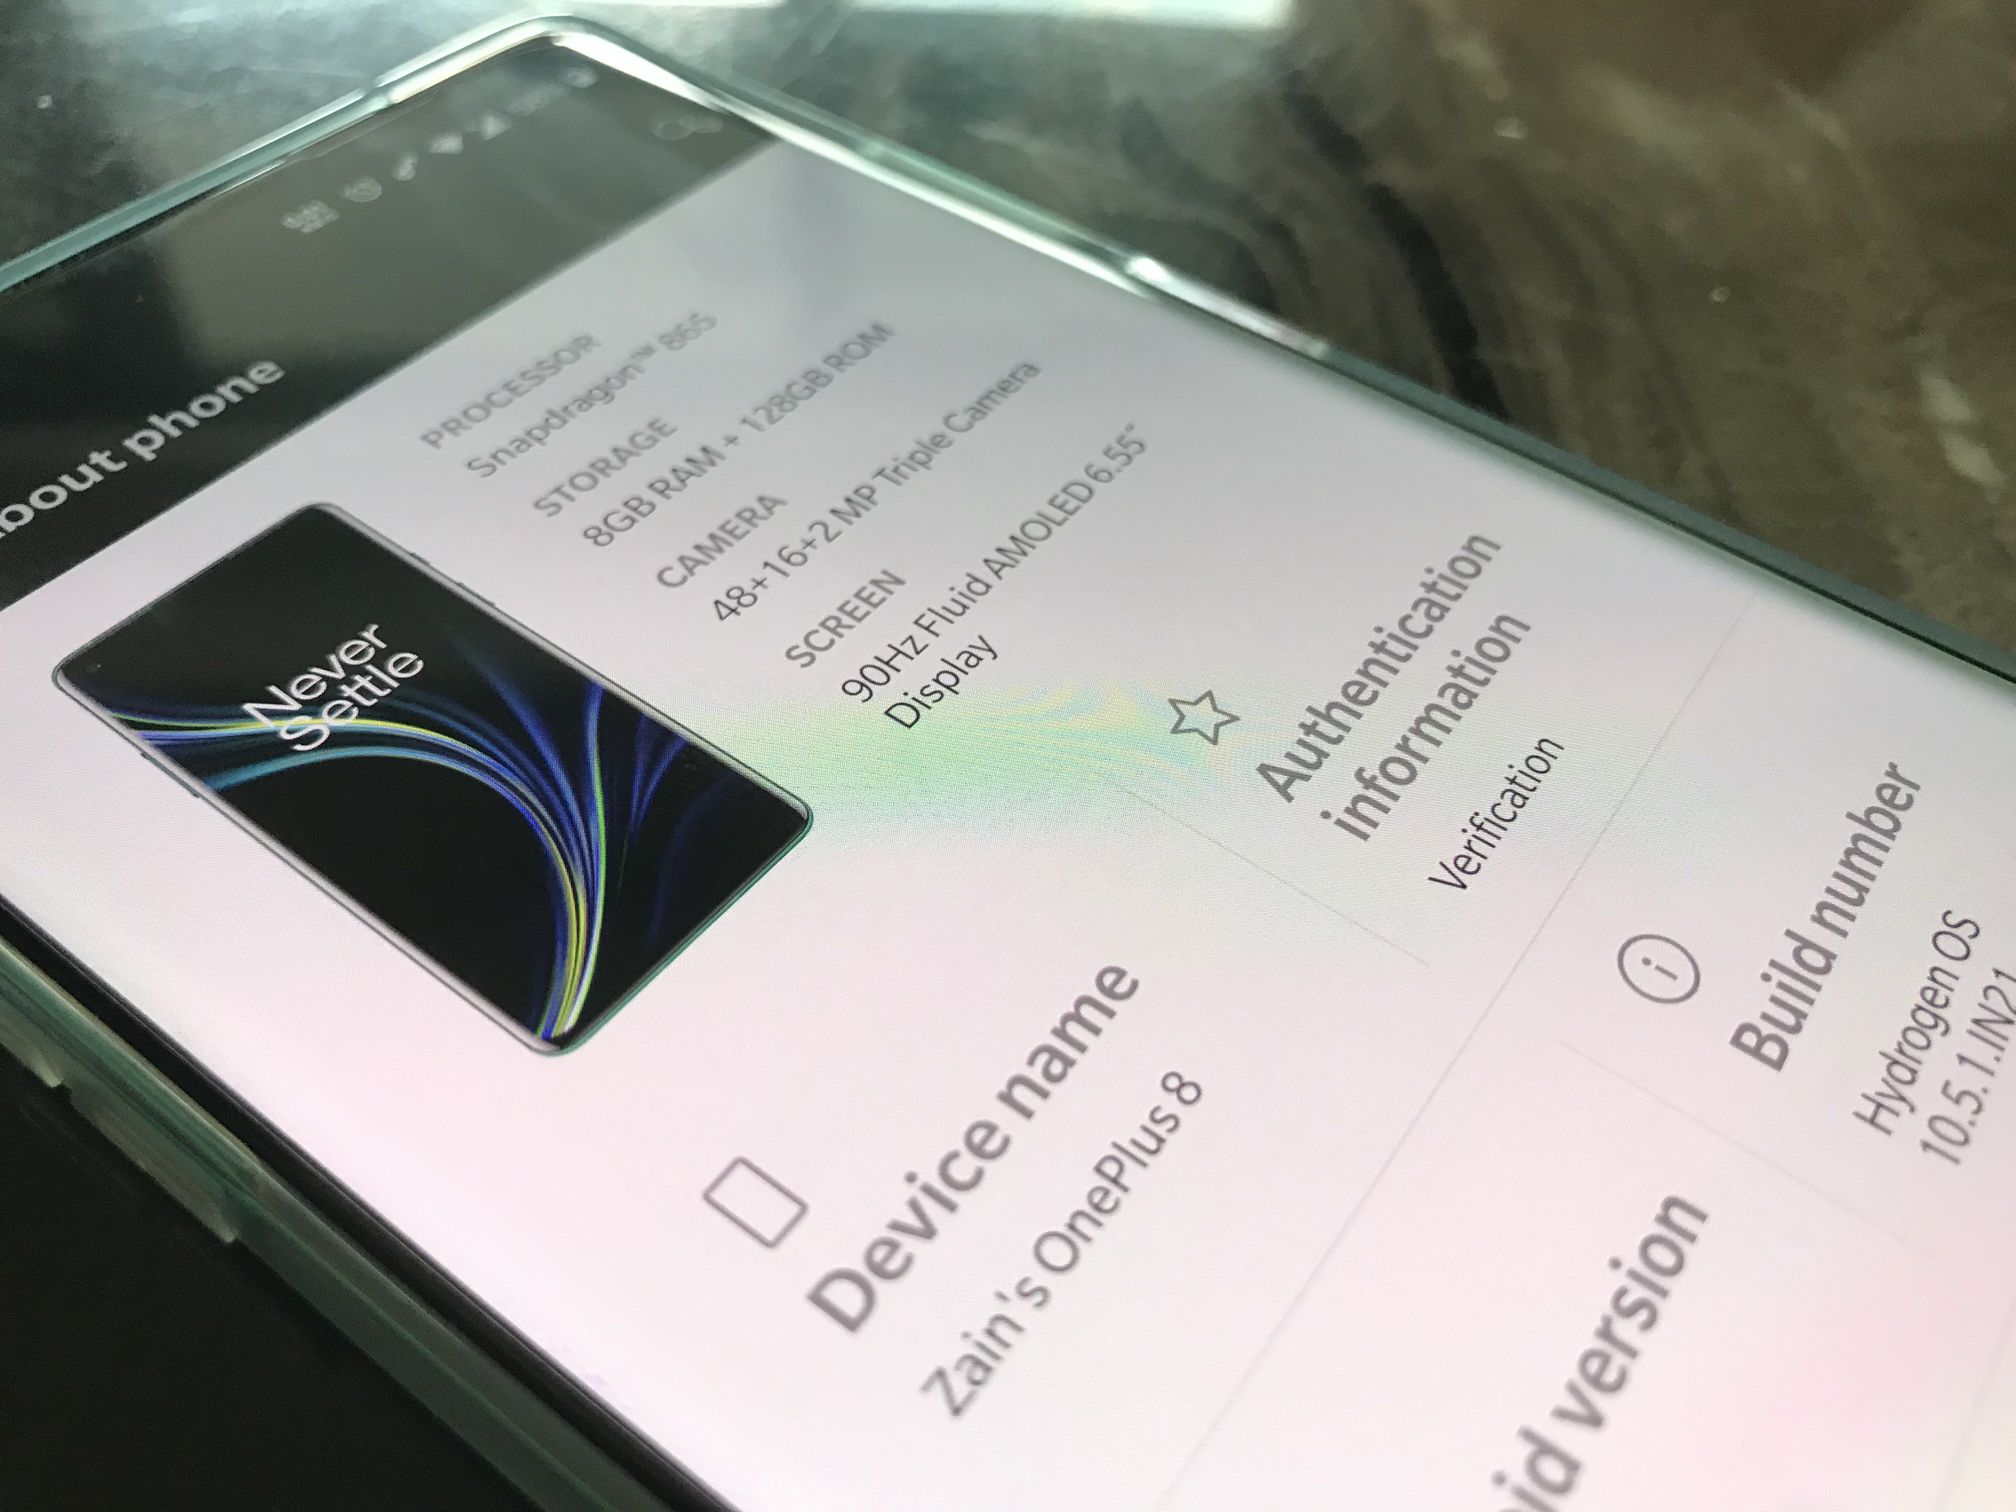 bout phone
Never
Settle
PROCESSOR
Snapdragon™ 865
STORAGE
8GB RAM + 128GB ROM
CAMERA
48+16+2 MP Triple Camera
SCREEN
90Hz Fluid AMOLED 6.55"
Display
Device name
Zain's OnePlus 8
Authentication
information
Verification
id version
Build number
Hydrogen OS
10.5.1.IN21